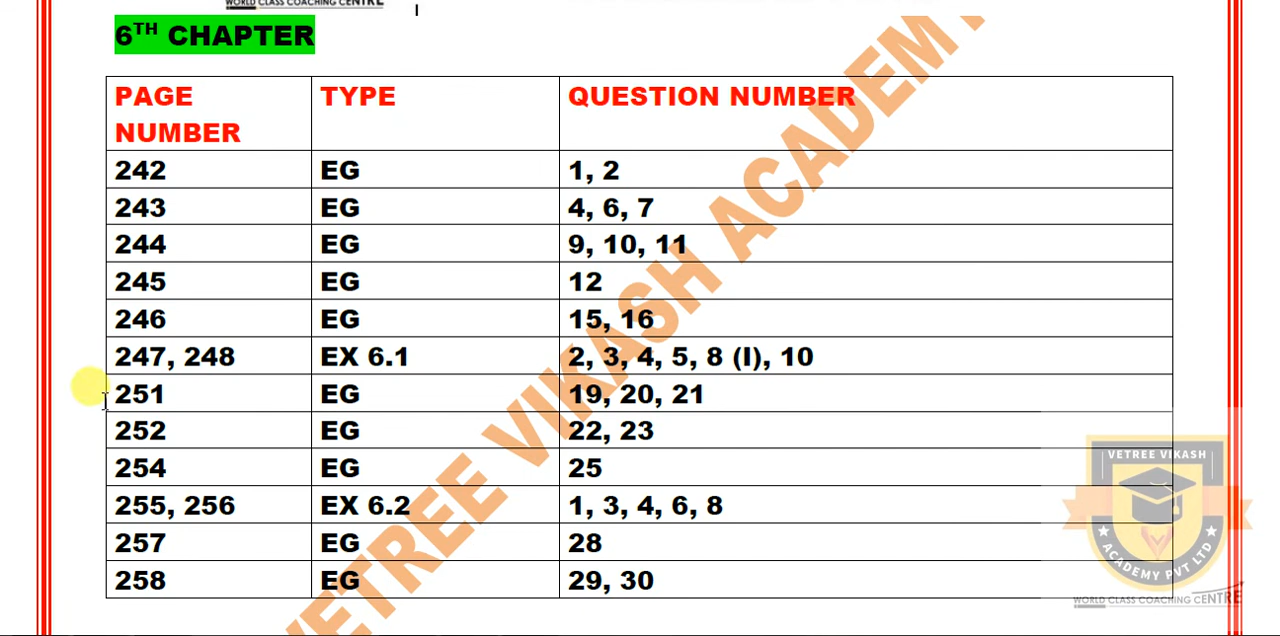 WORLD CLASS COACHING CENTRE
6TH CHAPTER
PAGE NUMBER TYPE QUESTION NUMBER
242 EG 1, 2
243 EG 4, 6, 7
244 EG 9, 10, 11
245 EG 12
246 EG 15, 16
247, 248 EX 6.1 2, 3, 4, 5, 8 (I), 10
251 EG 19, 20, 21
252 EG 22, 23
254 EG 25
255, 256 EX 6.2 1, 3, 4, 6, 8
257 EG 28
258 EG 29, 30
VETREE VIKASH ACADEMY
VETREE VIKASH
ACADEMY PVT LTD
WORLD CLASS COACHING CENTRE